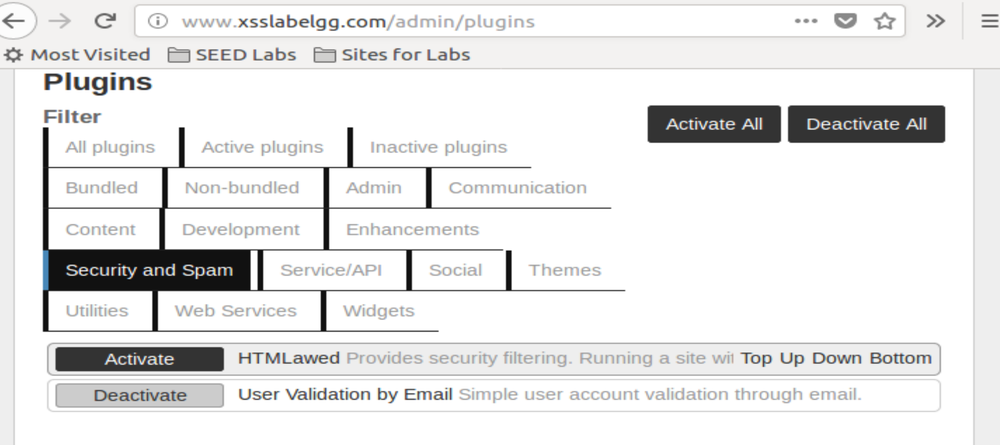 www.xsslabelgg.com/admin/plugins
Most Visited SEED Labs Sites for Labs
Plugins
Filter
Activate All Deactivate All
All plugins Active plugins Inactive plugins
Bundled Non-bundled Admin Communication
Content Development Enhancements
Security and Spam Service/API Social Themes
Utilities Web Services Widgets
Activate HTMLawed Provides security filtering. Running a site wit Top Up Down Bottom
Deactivate User Validation by Email Simple user account validation through email.